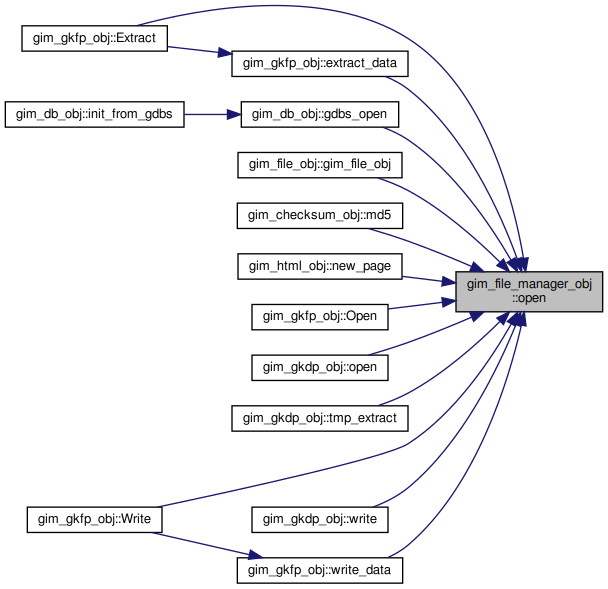 gim_gkfp_obj::Extract
gim_gkfp_obj::extract_data
gim_db_obj::init_from_gdbs
gim_db_obj::gdbs_open
gim_file_obj::gim_file_obj
gim_checksum_obj::md5
gim_html_obj::new_page
gim_file_manager_obj
::open
gim_gkfp_obj::Open
gim_gkdp_obj::open
gim_gkdp_obj::tmp_extract
gim_gkfp_obj::Write
gim_gkdp_obj::write
gim_gkfp_obj::write_data